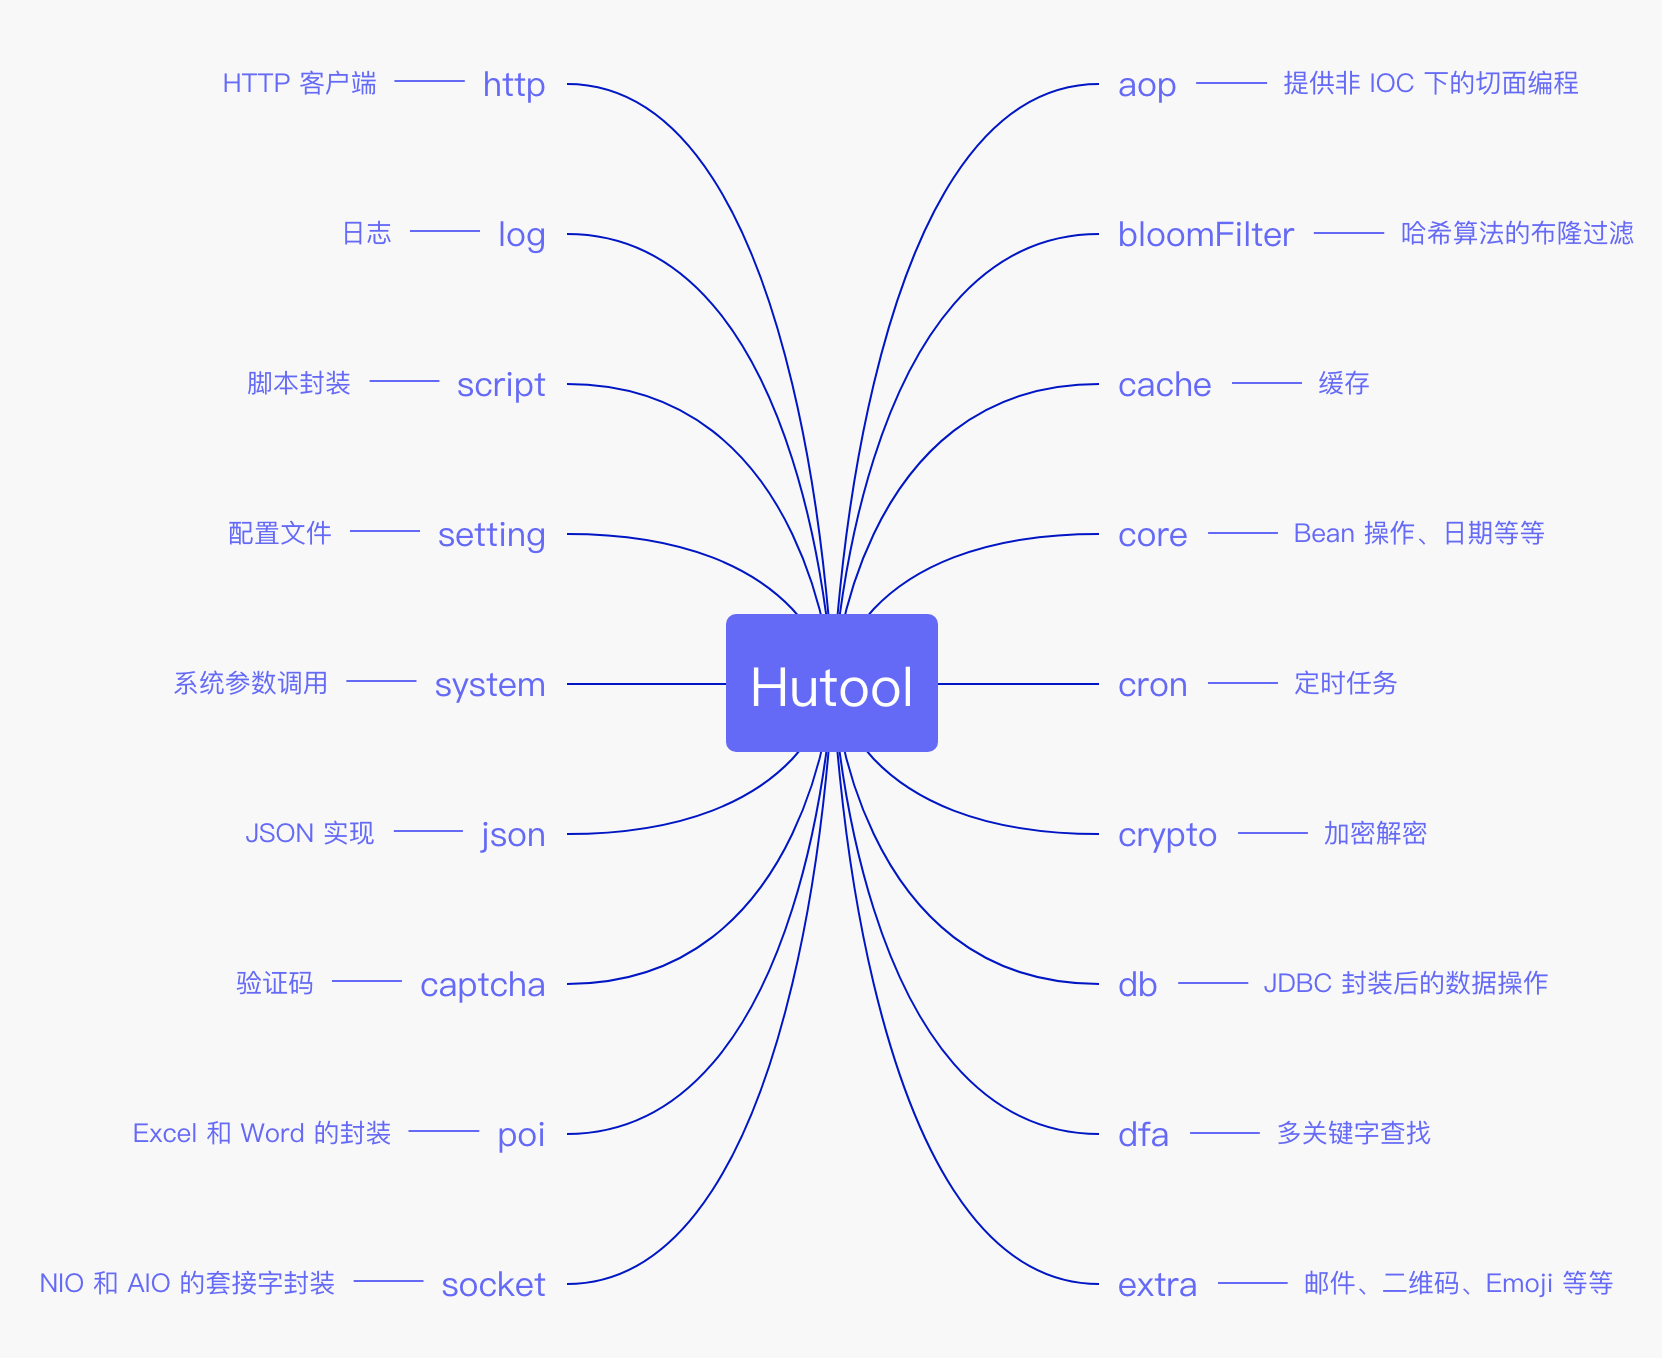 HTTP 客户端 http
aop 提供非 IOC 下的切面编程
日志 log
bloomFilter 哈希算法的布隆过滤
脚本封装 script
cache 缓存
配置文件 setting
core Bean 操作、日期等等
系统参数调用 system
Hutool
cron 定时任务
JSON 实现 json
crypto 加密解密
验证码 captcha
db JDBC 封装后的数据操作
Excel 和 Word 的封装 poi
dfa 多关键字查找
NIO 和 AIO 的套接字封装 socket
extra 邮件、二维码、Emoji 等等